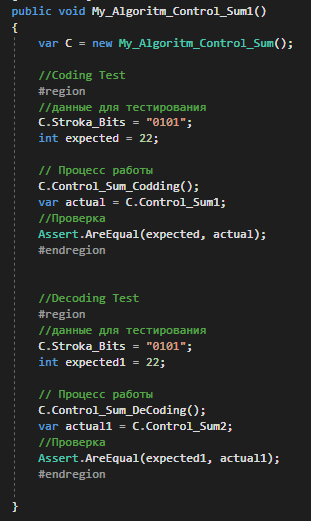 public void My_Algoritm_Control_Sum1()
{
var C = new My_Algoritm_Control_Sum();
//Coding Test
#region
//данные для тестирования
C.Stroka_Bits = "0101";
int expected = 22;
// Процесс работы
C.Control_Sum_Codding();
var actual = C.Control_Sum1;
//Проверка
Assert.AreEqual(expected, actual);
#endregion
//Decoding Test
#region
//данные для тестирования
C.Stroka_Bits = "0101";
int expected1 = 22;
// Процесс работы
C.Control_Sum_DeCoding();
var actual1 = C.Control_Sum2;
//Проверка
Assert.AreEqual(expected1, actual1);
#endregion
}